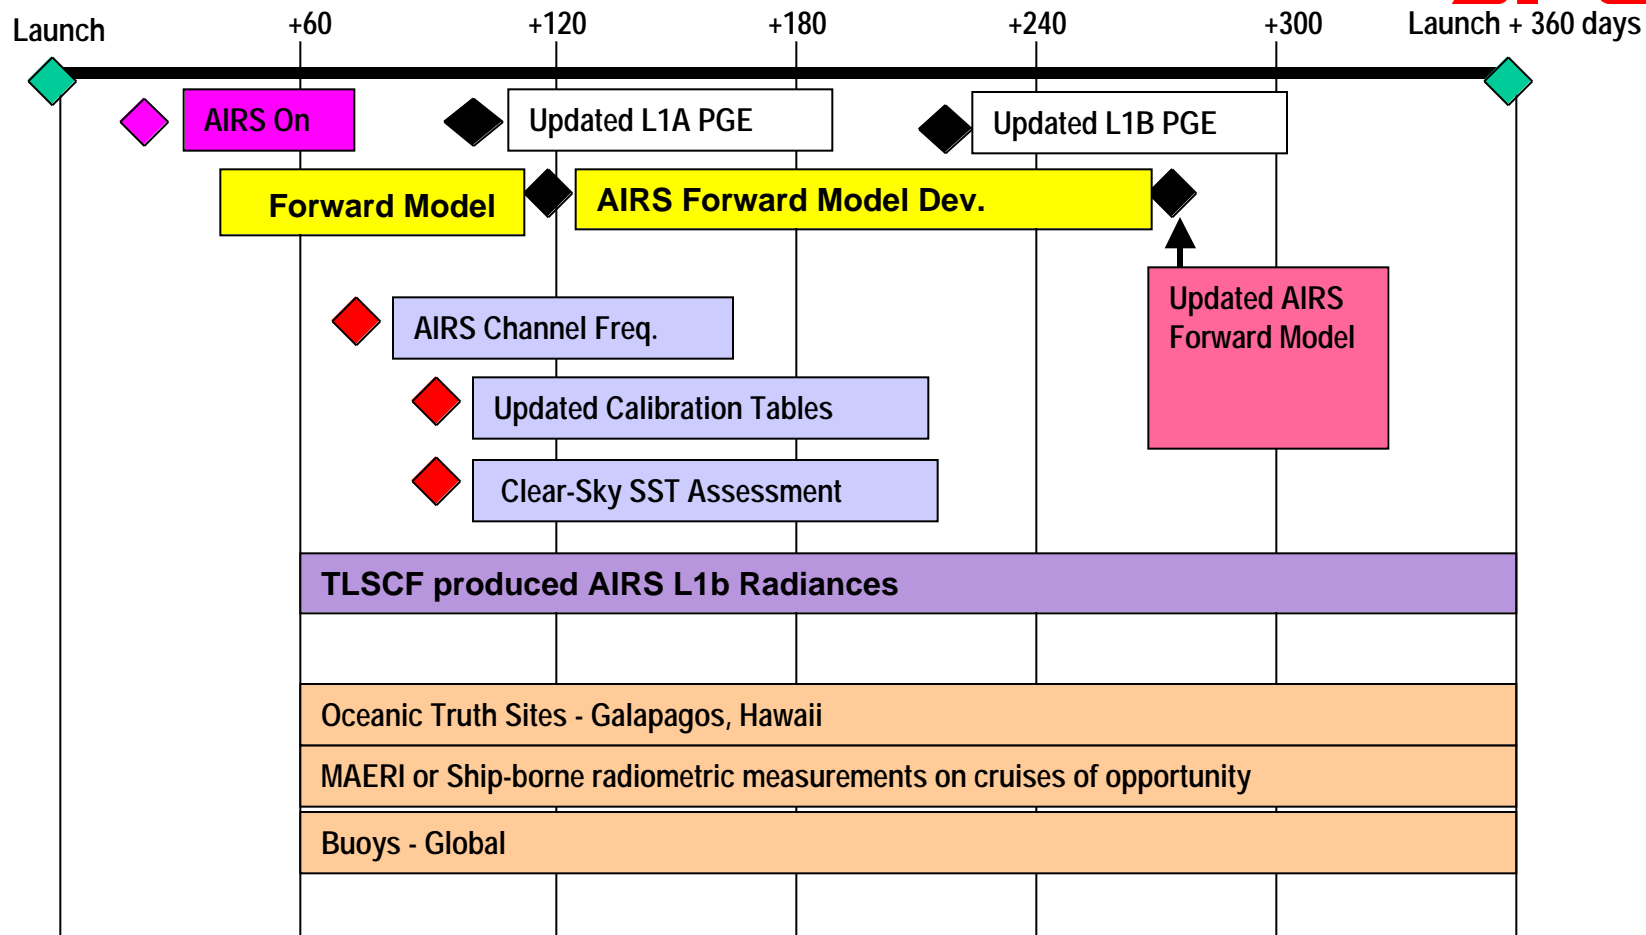 Launch +60 +120 +180 +240 +300 Launch + 360 days
AIRS On Updated L1A PGE Updated L1B PGE
Forward Model AIRS Forward Model Dev.
Updated AIRS
Forward Model
AIRS Channel Freq.
Updated Calibration Tables
Clear-Sky SST Assessment
TLSCF produced AIRS L1b Radiances
Oceanic Truth Sites - Galapagos, Hawaii
MAERI or Ship-borne radiometric measurements on cruises of opportunity
Buoys - Global